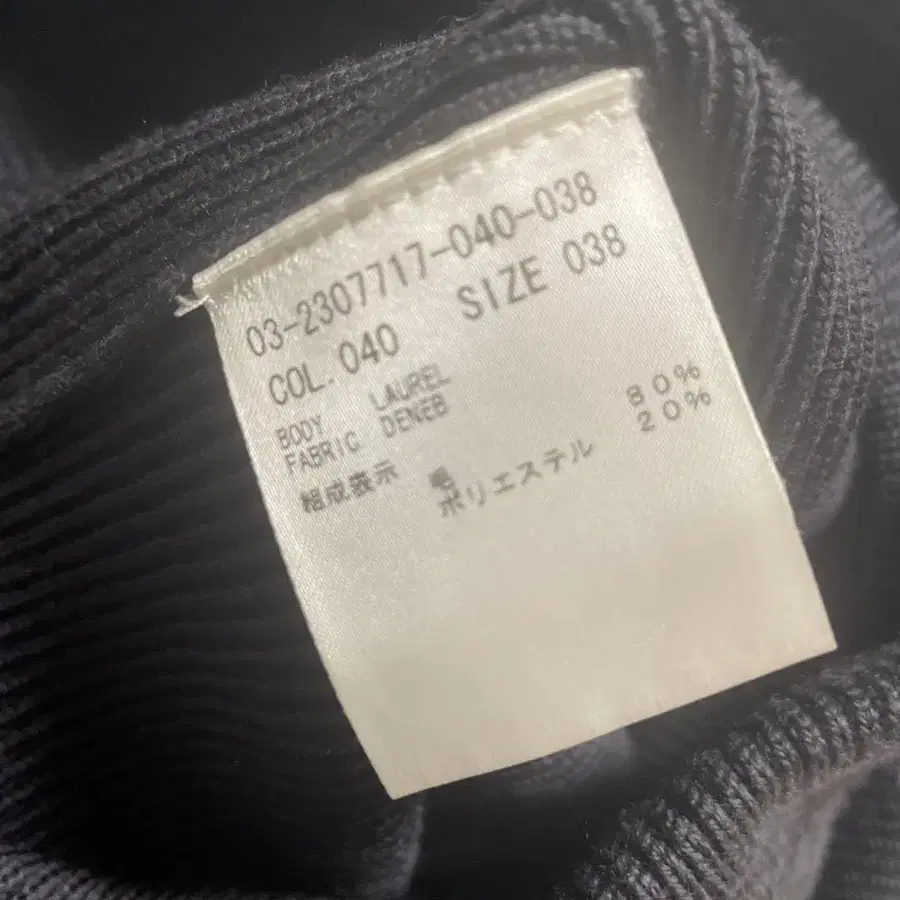 03-2307717-040-038
COL. 040 SIZE 038
BODY LAUREL
FABRIC DENEB
組成表示 毛 80%
ポリエステル 20%